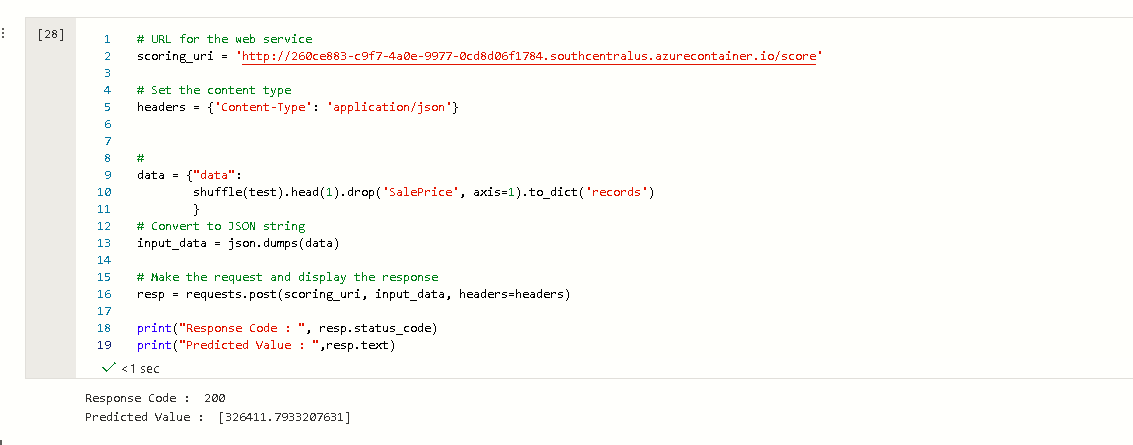 [28]
1 # URL for the web service
2 scoring_uri = 'http://260ce883-c9f7-4a0e-9977-0cd8d06f1784.southcentralus.azurecontainer.io/score'
3
4 # Set the content type
5 headers = {'Content-Type': 'application/json'}
6
7
8 #
9 data = {"data":
10 shuffle(test).head(1).drop('SalePrice', axis=1).to_dict('records')
11 }
12 # Convert to JSON string
13 input_data = json.dumps(data)
14
15 # Make the request and display the response
16 resp = requests.post(scoring_uri, input_data, headers=headers)
17
18 print("Response Code : ", resp.status_code)
19 print("Predicted Value : ",resp.text)
<1 sec
Response Code :  200
Predicted Value :  [326411.7933207631]